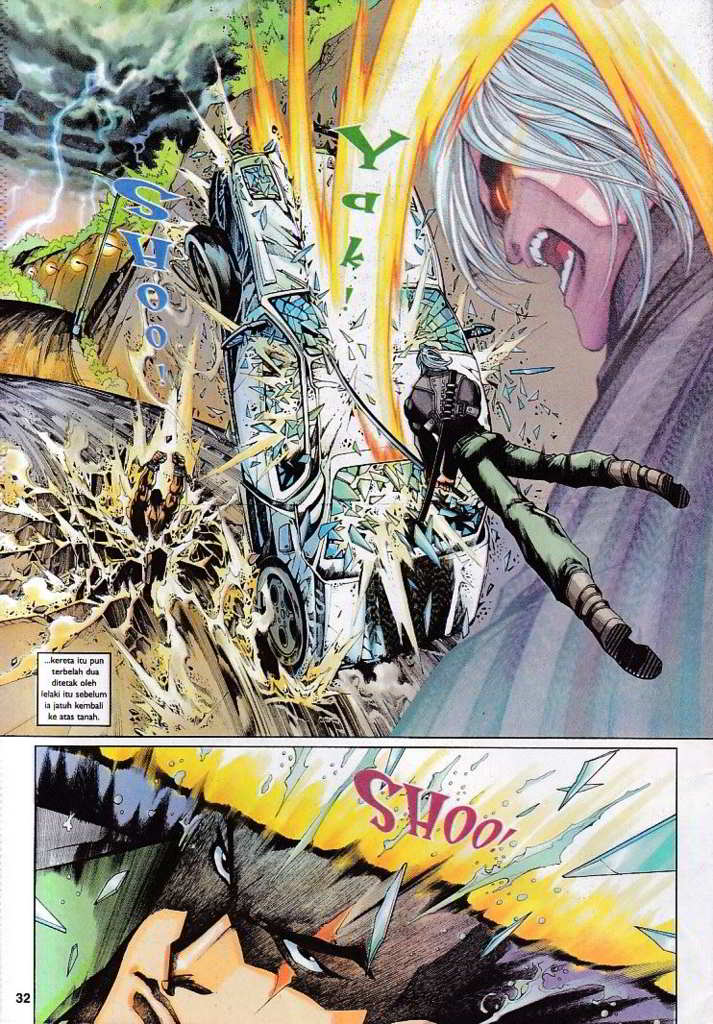 Yaki!
SHOO!
...kereta itu pun
terbelah dua
ditetak oleh
lelaki itu sebelum
ia jatuh kembali
ke atas tanah.
SHOO!
32